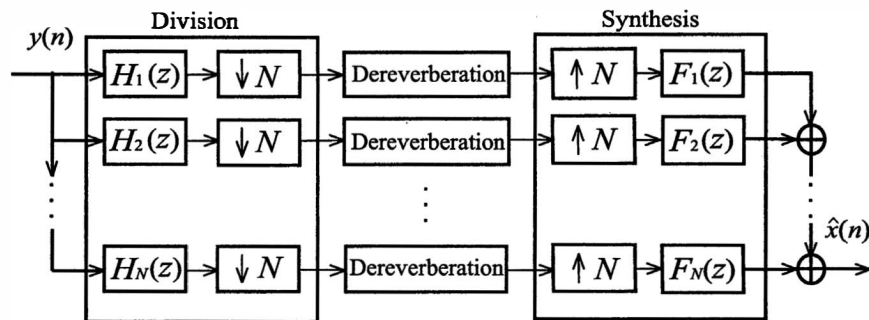 Division Synthesis
y(n)
H₁(z) ↓N Dereverberation ↑N F₁(z)
H₂(z) ↓N Dereverberation ↑N F₂(z)
x̂(n)
H_N(z) ↓N Dereverberation ↑N F_N(z)